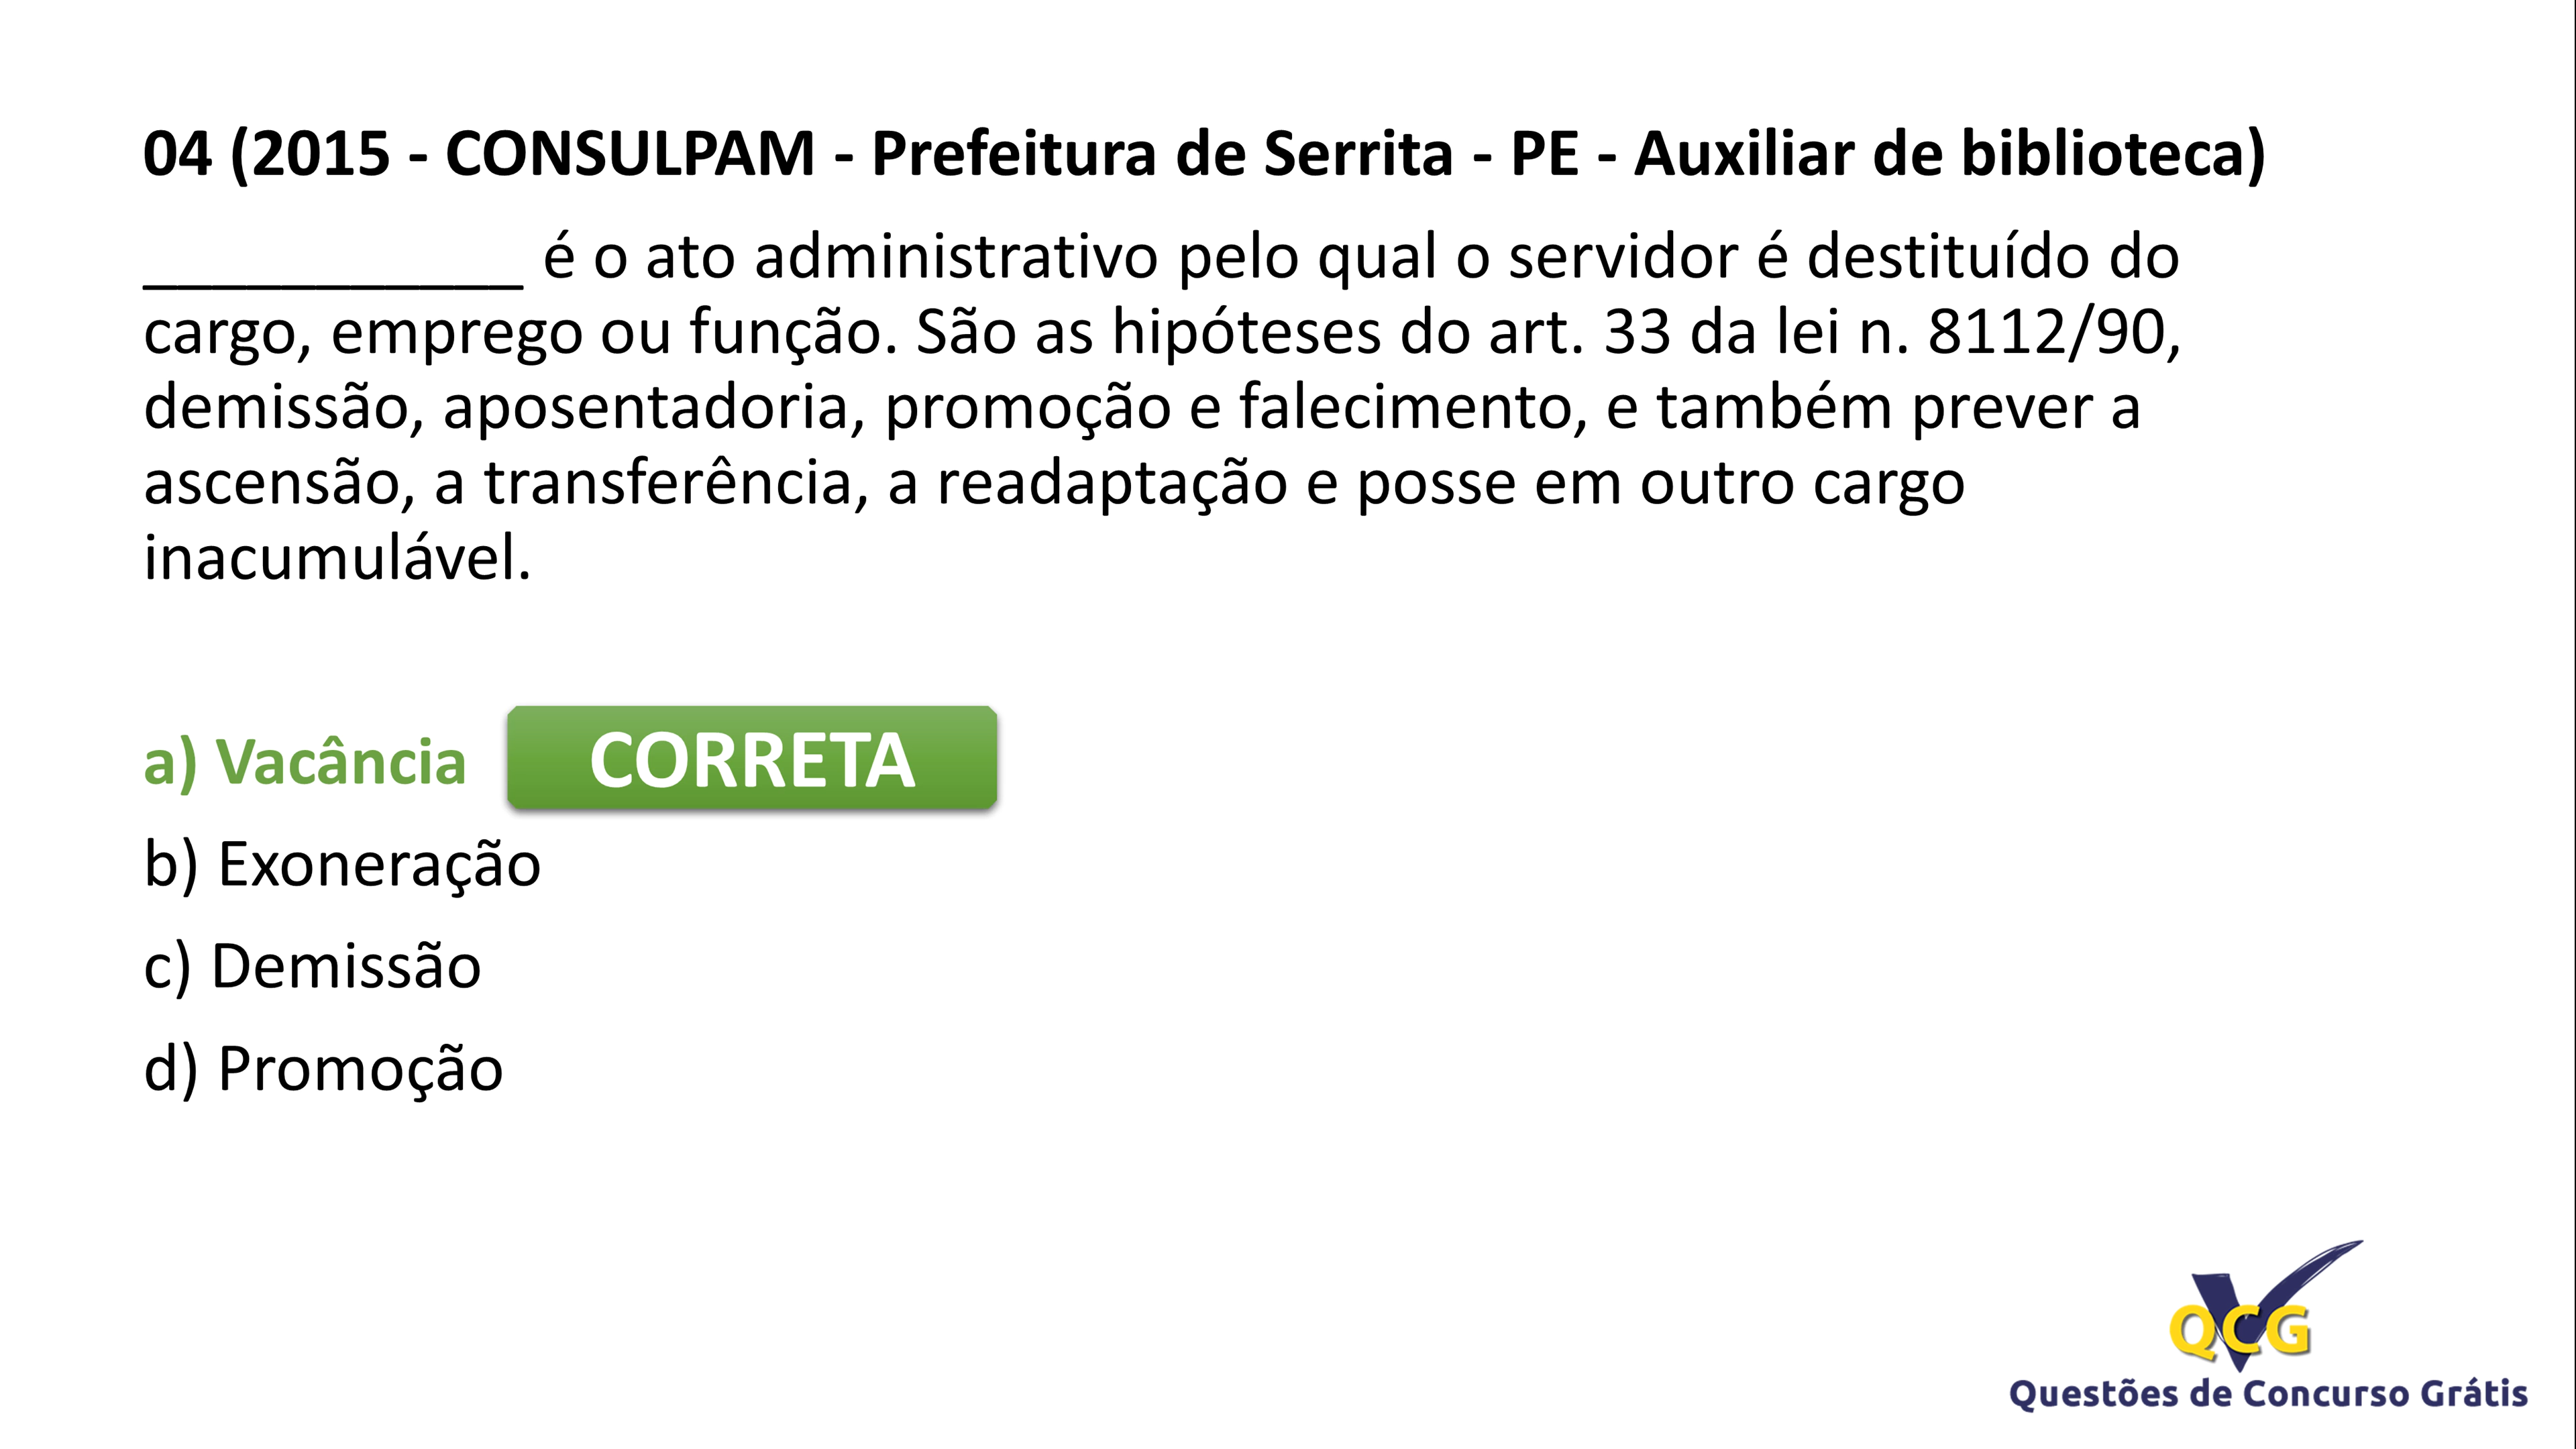 04 (2015 - CONSULPAM - Prefeitura de Serrita - PE - Auxiliar de biblioteca)
___________ é o ato administrativo pelo qual o servidor é destituído do
cargo, emprego ou função. São as hipóteses do art. 33 da lei n. 8112/90,
demissão, aposentadoria, promoção e falecimento, e também prever a
ascensão, a transferência, a readaptação e posse em outro cargo
inacumulável.
a) Vacância CORRETA
b) Exoneração
c) Demissão
d) Promoção
QCG
Questões de Concurso Grátis